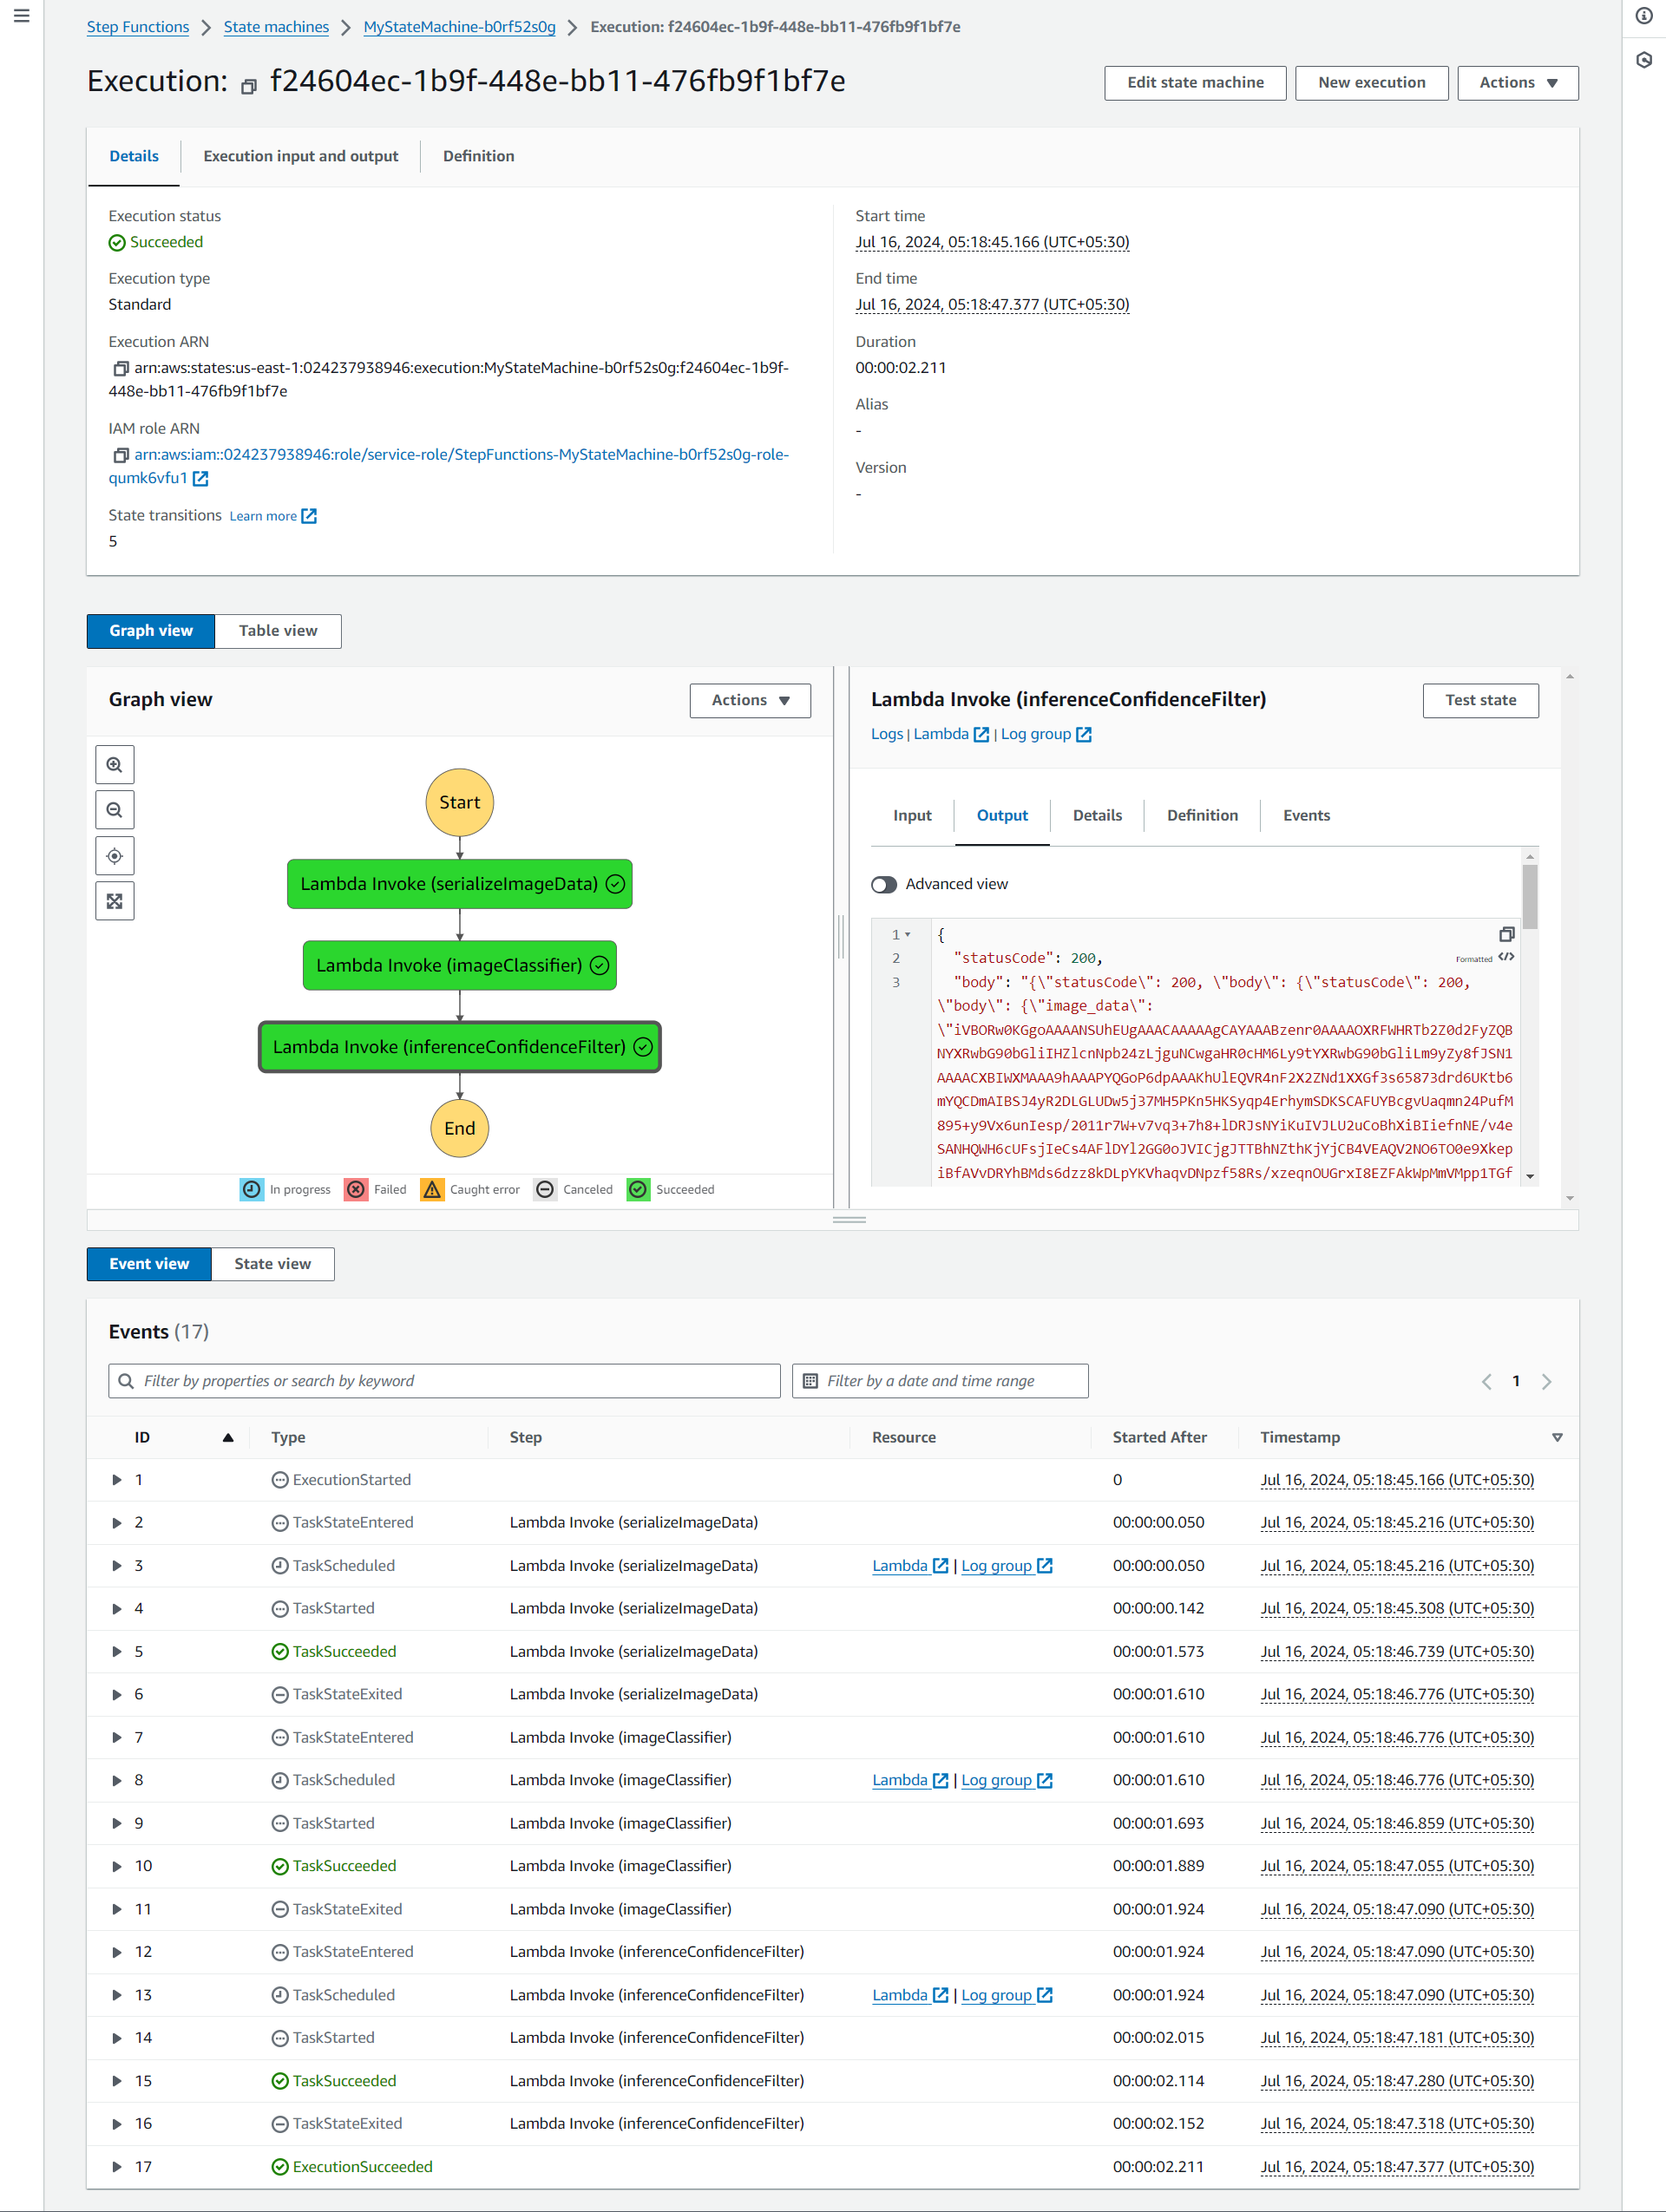 Step Functions > State machines > MyStateMachine-b0rf52s0g > Execution: f24604ec-1b9f-448e-bb11-476fb9f1bf7e
Execution: f24604ec-1b9f-448e-bb11-476fb9f1bf7e
Edit state machine
New execution
Actions
Details
Execution input and output
Definition
Execution status
Succeeded
Execution type
Standard
Execution ARN
arn:aws:states:us-east-1:024237938946:execution:MyStateMachine-b0rf52s0g:f24604ec-1b9f-
448e-bb11-476fb9f1bf7e
IAM role ARN
arn:aws:iam::024237938946:role/service-role/StepFunctions-MyStateMachine-b0rf52s0g-role-
qumk6vfu1
State transitions Learn more
5
Start time
Jul 16, 2024, 05:18:45.166 (UTC+05:30)
End time
Jul 16, 2024, 05:18:47.377 (UTC+05:30)
Duration
00:00:02.211
Alias
-
Version
-
Graph view
Table view
Graph view
Actions
Start
Lambda Invoke (serializeImageData)
Lambda Invoke (imageClassifier)
Lambda Invoke (inferenceConfidenceFilter)
End
In progress
Failed
Caught error
Canceled
Succeeded
Lambda Invoke (inferenceConfidenceFilter)
Test state
Logs | Lambda | Log group
Input
Output
Details
Definition
Events
Advanced view
Formatted
1 {
2 "statusCode": 200,
3 "body": "{\"statusCode\": 200, \"body\": {\"statusCode\": 200,
\"body\": {\"image_data\":
Event view
State view
Events (17)
Filter by properties or search by keyword
Filter by a date and time range
1
ID Type Step Resource Started After Timestamp
1 ExecutionStarted 0 Jul 16, 2024, 05:18:45.166 (UTC+05:30)
2 TaskStateEntered Lambda Invoke (serializeImageData) 00:00:00.050 Jul 16, 2024, 05:18:45.216 (UTC+05:30)
3 TaskScheduled Lambda Invoke (serializeImageData) Lambda | Log group 00:00:00.050 Jul 16, 2024, 05:18:45.216 (UTC+05:30)
4 TaskStarted Lambda Invoke (serializeImageData) 00:00:00.142 Jul 16, 2024, 05:18:45.308 (UTC+05:30)
5 TaskSucceeded Lambda Invoke (serializeImageData) 00:00:01.573 Jul 16, 2024, 05:18:46.739 (UTC+05:30)
6 TaskStateExited Lambda Invoke (serializeImageData) 00:00:01.610 Jul 16, 2024, 05:18:46.776 (UTC+05:30)
7 TaskStateEntered Lambda Invoke (imageClassifier) 00:00:01.610 Jul 16, 2024, 05:18:46.776 (UTC+05:30)
8 TaskScheduled Lambda Invoke (imageClassifier) Lambda | Log group 00:00:01.610 Jul 16, 2024, 05:18:46.776 (UTC+05:30)
9 TaskStarted Lambda Invoke (imageClassifier) 00:00:01.693 Jul 16, 2024, 05:18:46.859 (UTC+05:30)
10 TaskSucceeded Lambda Invoke (imageClassifier) 00:00:01.889 Jul 16, 2024, 05:18:47.055 (UTC+05:30)
11 TaskStateExited Lambda Invoke (imageClassifier) 00:00:01.924 Jul 16, 2024, 05:18:47.090 (UTC+05:30)
12 TaskStateEntered Lambda Invoke (inferenceConfidenceFilter) 00:00:01.924 Jul 16, 2024, 05:18:47.090 (UTC+05:30)
13 TaskScheduled Lambda Invoke (inferenceConfidenceFilter) Lambda | Log group 00:00:01.924 Jul 16, 2024, 05:18:47.090 (UTC+05:30)
14 TaskStarted Lambda Invoke (inferenceConfidenceFilter) 00:00:02.015 Jul 16, 2024, 05:18:47.181 (UTC+05:30)
15 TaskSucceeded Lambda Invoke (inferenceConfidenceFilter) 00:00:02.114 Jul 16, 2024, 05:18:47.280 (UTC+05:30)
16 TaskStateExited Lambda Invoke (inferenceConfidenceFilter) 00:00:02.152 Jul 16, 2024, 05:18:47.318 (UTC+05:30)
17 ExecutionSucceeded 00:00:02.211 Jul 16, 2024, 05:18:47.377 (UTC+05:30)